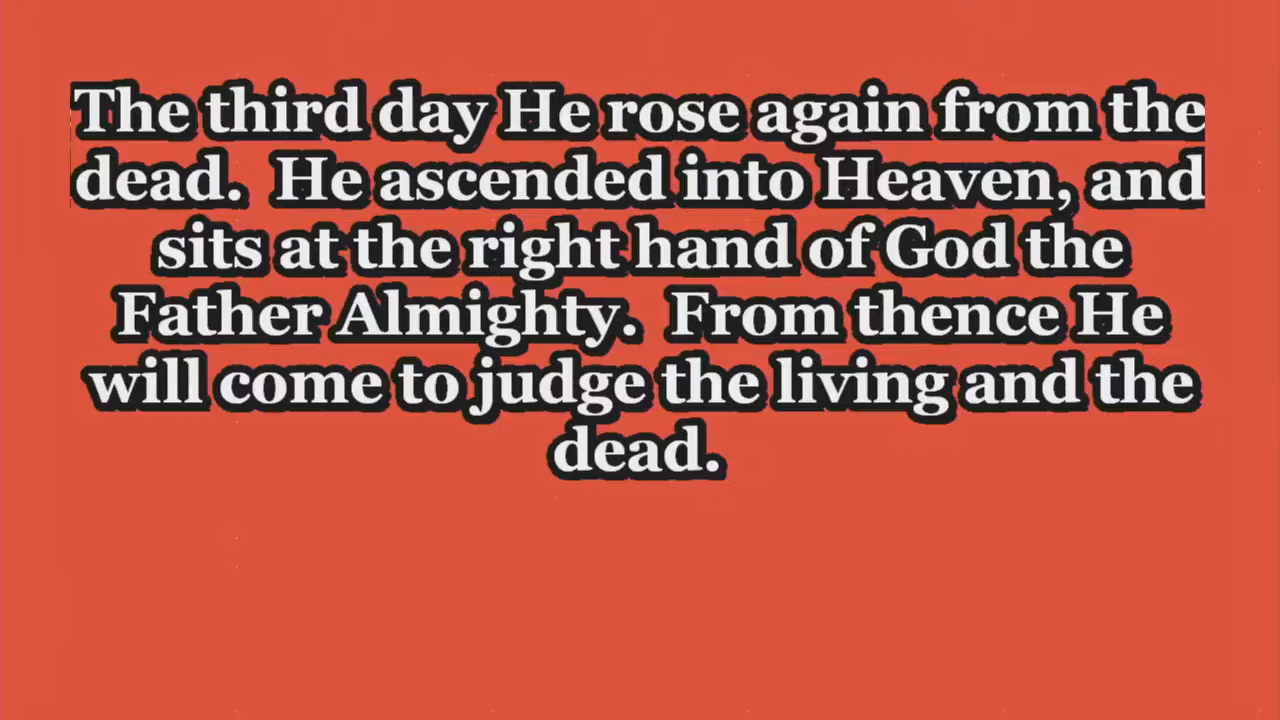 The third day He rose again from the
dead.  He ascended into Heaven, and
sits at the right hand of God the
Father Almighty.  From thence He
will come to judge the living and the
dead.